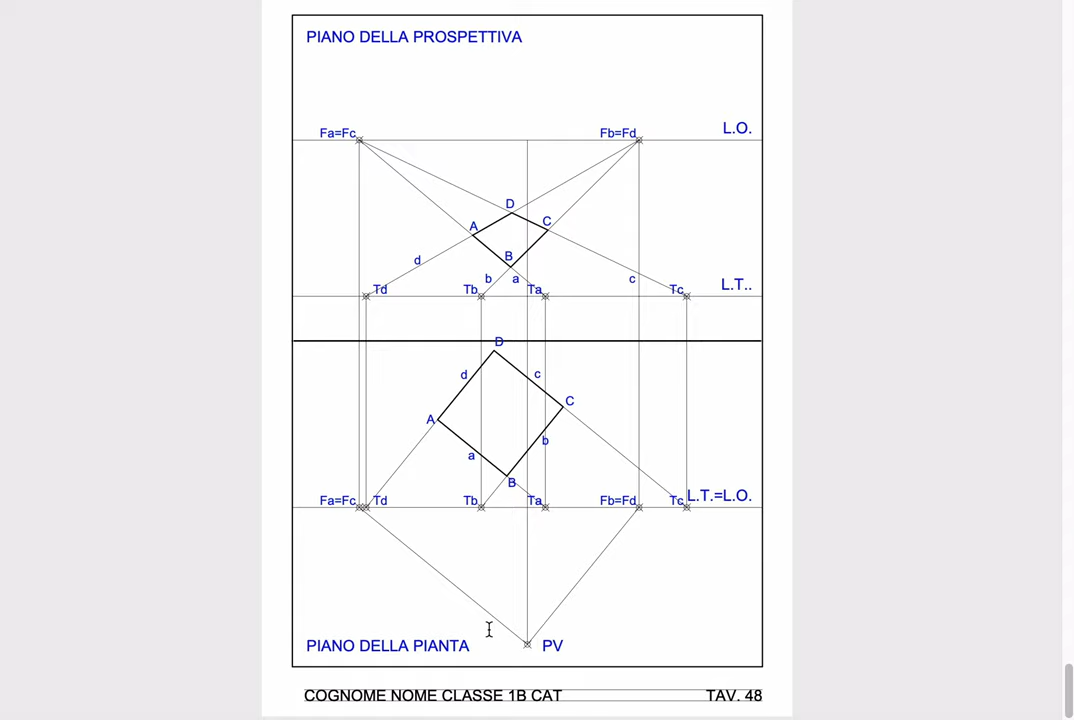 PIANO DELLA PROSPETTIVA
L.O.
Fa=Fc
Fb=Fd
D
C
A
B
d
b
a
c
L.T..
Td
Tb
Ta
Tc
D
d
c
C
A
b
a
B
L.T.=L.O.
Fa=Fc
Td
Tb
Ta
Fb=Fd
Tc
PIANO DELLA PIANTA
PV
COGNOME NOME CLASSE 1B CAT
TAV. 48